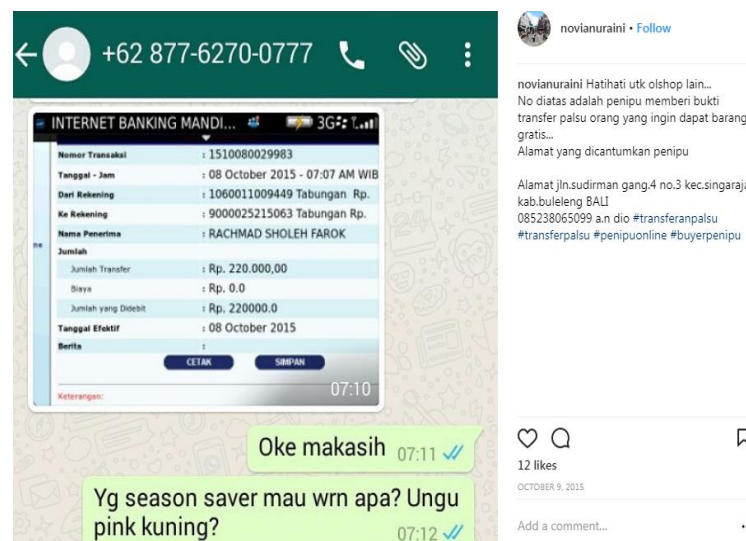 +62 877-6270-0777
INTERNET BANKING MANDI... 3G
Nomor Transaksi : 1510080029983
Tanggal - Jam : 08 October 2015 - 07:07 AM WIB
Dari Rekening : 1060011009449 Tabungan Rp.
Ke Rekening : 9000025215063 Tabungan Rp.
Nama Penerima : RACHMAD SHOLEH FAROK
Jumlah
Jumlah Transfer : Rp. 220.000,00
Biaya : Rp. 0.0
Jumlah yang Didebit : Rp. 220000.0
Tanggal Efektif : 08 October 2015
Berita :
CETAK SIMPAN
Keterangan:
07:10
Oke makasih 07:11
Yg season saver mau wrn apa? Ungu
pink kuning? 07:12
novianuraini • Follow
novianuraini Hatihati utk olshop lain...
No diatas adalah penipu memberi bukti
transfer palsu orang yang ingin dapat barang
gratis...
Alamat yang dicantumkan penipu
Alamat jln.sudirman gang.4 no.3 kec.singaraja
kab.buleleng BALI
085238065099 a.n dio #transferanpalsu
#transferpalsu #penipuonline #buyerpenipu
12 likes
OCTOBER 9, 2015
Add a comment...